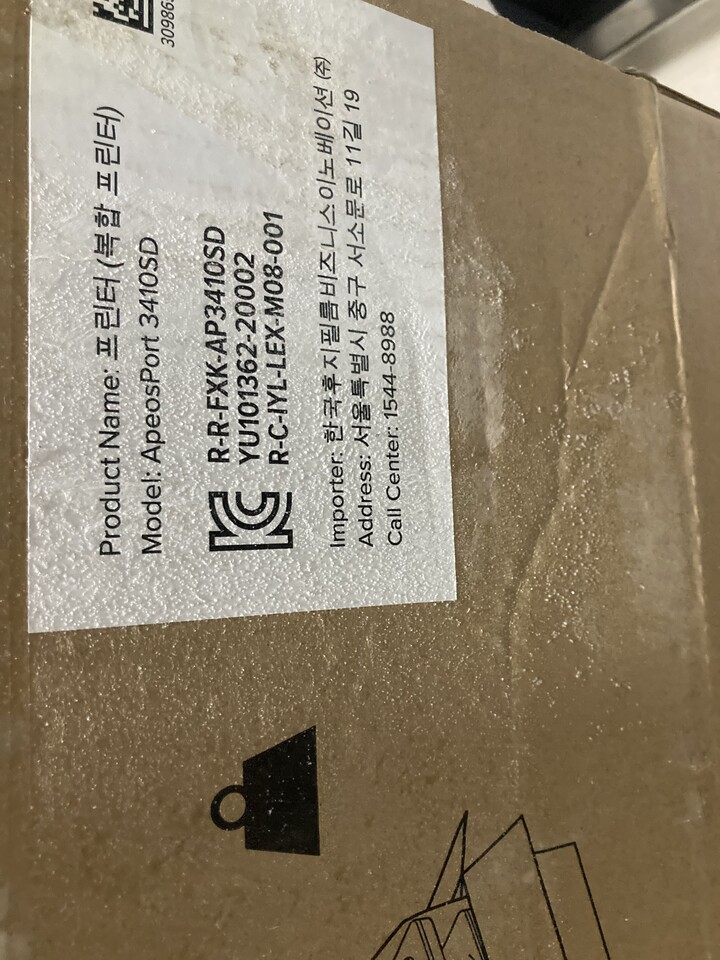 Product Name: 프린터 (복합 프린터)
Model: ApeosPort 3410SD
R-R-FXK-AP3410SD
YU101362-20002
R-C-IYL-LEX-M08-001
Importer: 한국후지필름비즈니스이노베이션 (주)
Address: 서울특별시 중구 서소문로 11길 19
Call Center: 1544-8988